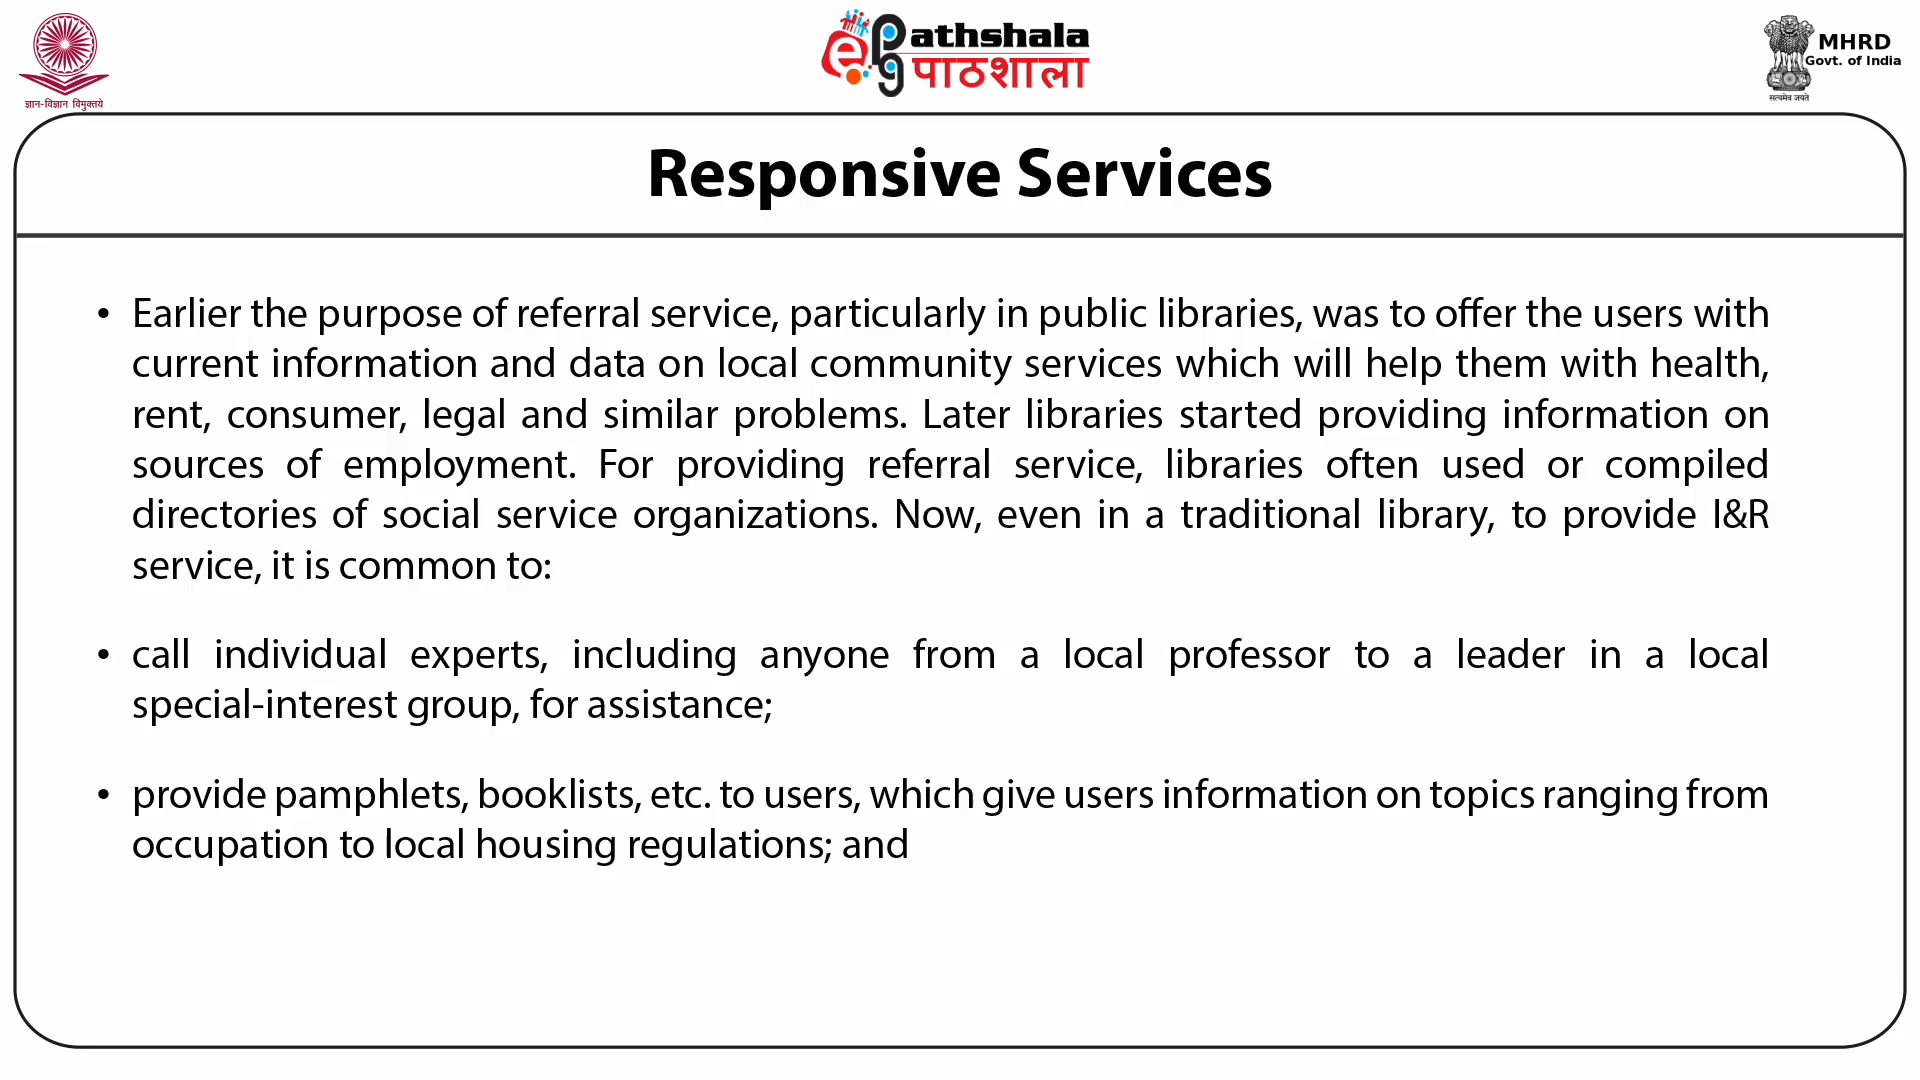 ज्ञान-विज्ञान विमुक्तये
ePathshala
पाठशाला
MHRD
Govt. of India
सत्यमेव जयते
Responsive Services
• Earlier the purpose of referral service, particularly in public libraries, was to offer the users with
current information and data on local community services which will help them with health,
rent, consumer, legal and similar problems. Later libraries started providing information on
sources of employment. For providing referral service, libraries often used or compiled
directories of social service organizations. Now, even in a traditional library, to provide I&R
service, it is common to:
• call individual experts, including anyone from a local professor to a leader in a local
special-interest group, for assistance;
• provide pamphlets, booklists, etc. to users, which give users information on topics ranging from
occupation to local housing regulations; and